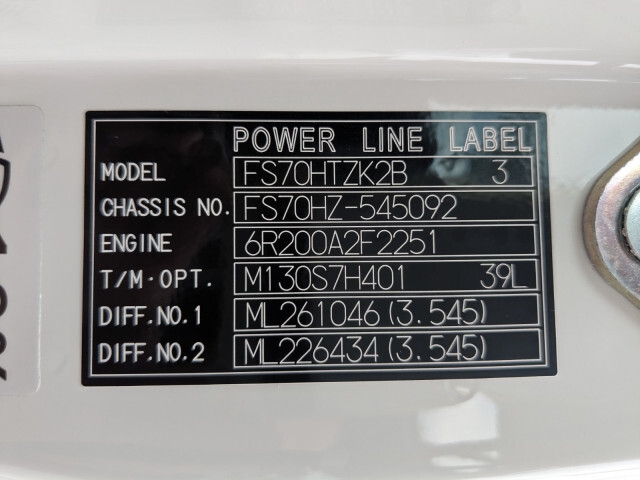 POWER LINE LABEL
MODEL FS70HTZK2B 3
CHASSIS NO. FS70HZ-545092
ENGINE 6R200A2F2251
T/M·OPT. M130S7H401 39L
DIFF.NO.1 ML261046(3.545)
DIFF.NO.2 ML226434(3.545)